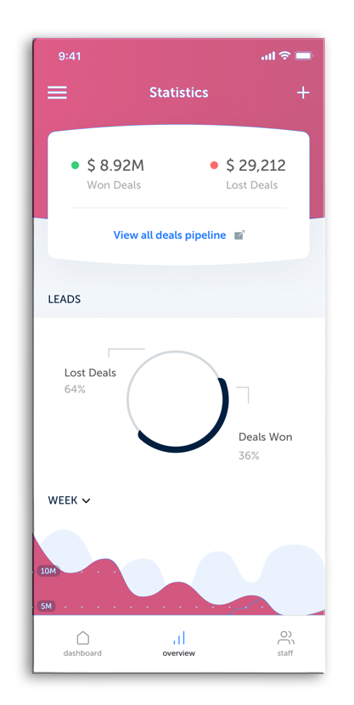 9:41
Statistics
$ 8.92M
Won Deals
$ 29,212
Lost Deals
View all deals pipeline
LEADS
Lost Deals
64%
Deals Won
36%
WEEK
10M
5M
dashboard
overview
staff